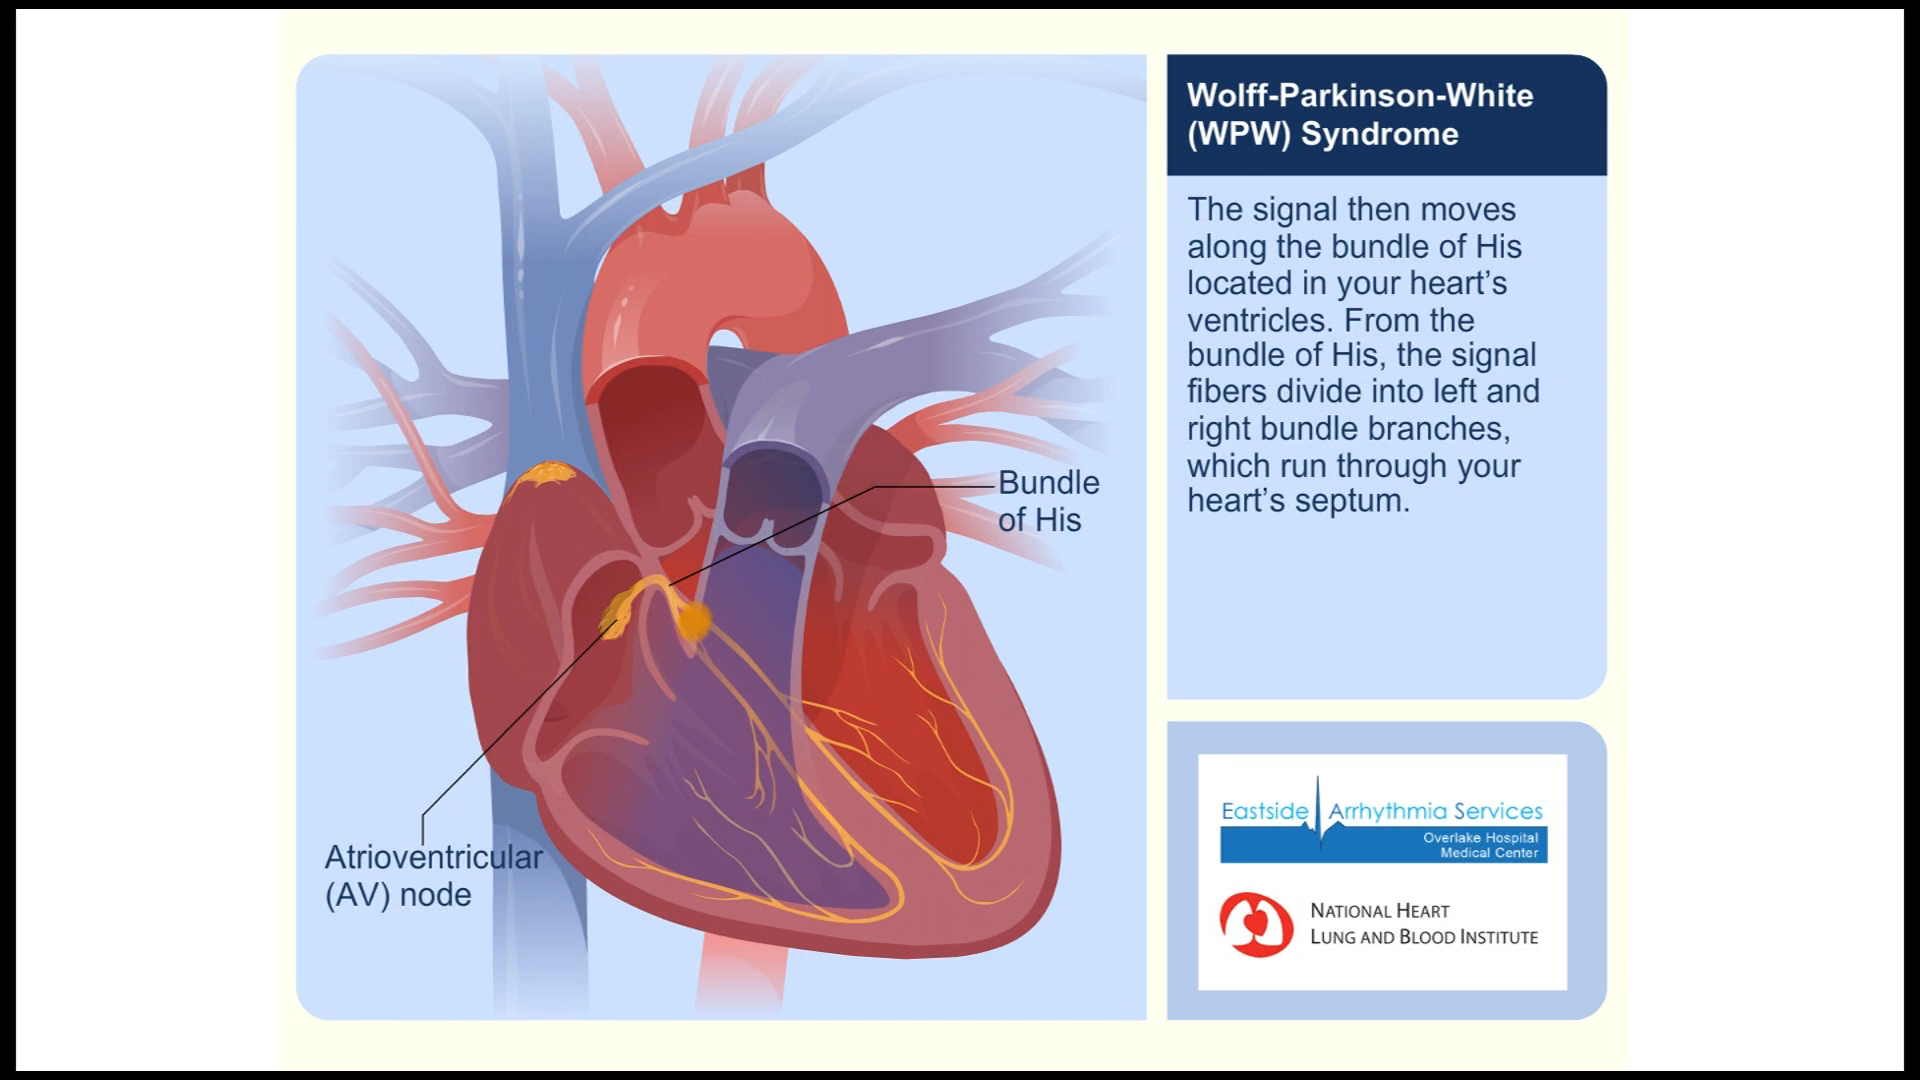 Wolff-Parkinson-White
(WPW) Syndrome
The signal then moves
along the bundle of His
located in your heart’s
ventricles. From the
bundle of His, the signal
fibers divide into left and
right bundle branches,
which run through your
heart’s septum.
Bundle
of His
Atrioventricular
(AV) node
Eastside Arrhythmia Services
Overlake Hospital
Medical Center
NATIONAL HEART
LUNG AND BLOOD INSTITUTE